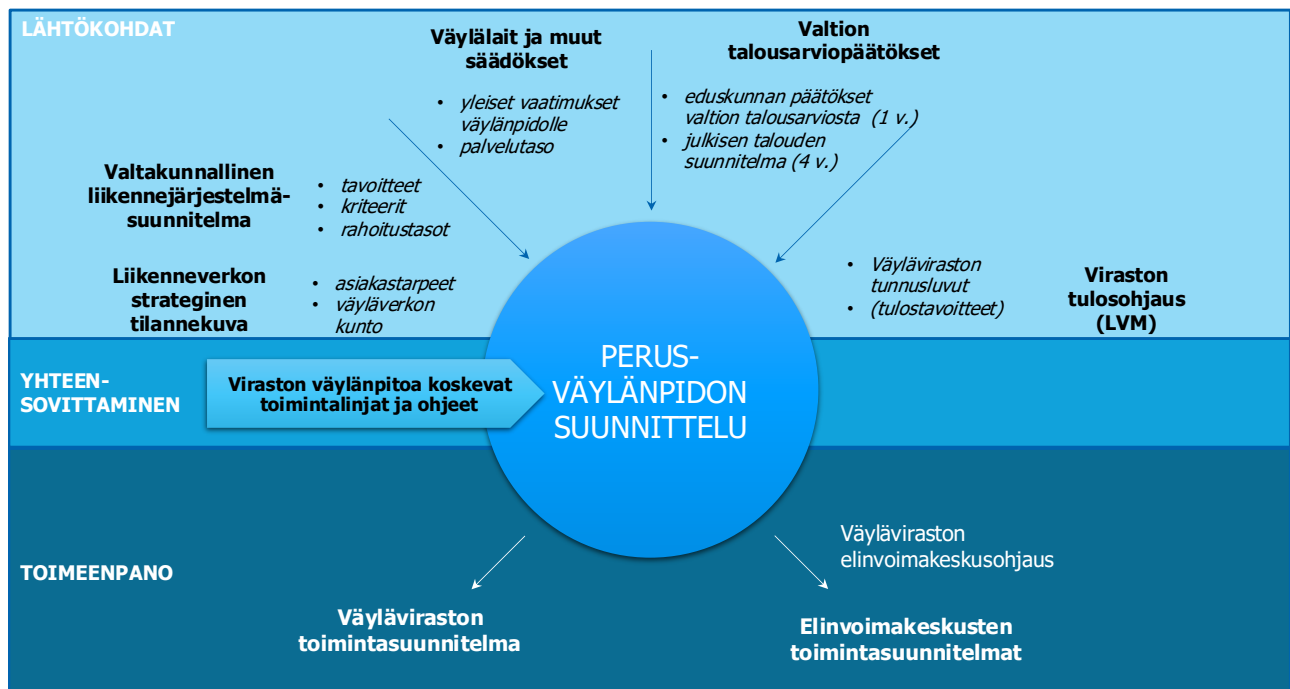 LÄHTÖKOHDAT
Väylälait ja muut
säädökset
• yleiset vaatimukset
väylänpidolle
• palvelutaso
Valtion
talousarviopäätökset
• eduskunnan päätökset
valtion talousarviosta (1 v.)
• julkisen talouden
suunnitelma (4 v.)
Valtakunnallinen
liikennejärjestelmä-
suunnitelma
• tavoitteet
• kriteerit
• rahoitustasot
Liikenneverkon
strateginen
tilannekuva
• asiakastarpeet
• väyläverkon
kunto
• Väyläviraston
tunnusluvut
• (tulostavoitteet)
Viraston
tulosohjaus
(LVM)
YHTEEN-
SOVITTAMINEN
Viraston väylänpitoa koskevat
toimintalinjat ja ohjeet
PERUS-
VÄYLÄNPIDON
SUUNNITTELU
TOIMEENPANO
Väyläviraston
elinvoimakeskusohjaus
Väyläviraston
toimintasuunnitelma
Elinvoimakeskusten
toimintasuunnitelmat